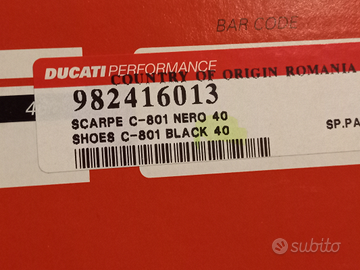 BAR CODE
DUCATI PERFORMANCE
COUNTRY OF ORIGIN ROMANIA
982416013
SCARPE C-801 NERO 40
SHOES C-801 BLACK 40
SP.PA
subito